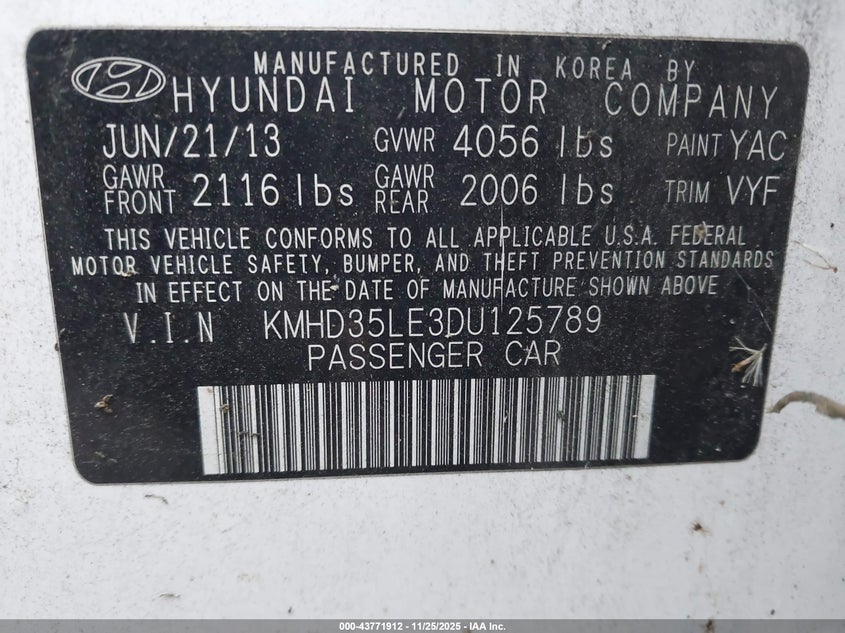 MANUFACTURED IN KOREA BY
HYUNDAI MOTOR COMPANY
JUN/21/13 GVWR 4056 lbs PAINT YAC
GAWR FRONT 2116 lbs GAWR REAR 2006 lbs TRIM VYF
THIS VEHICLE CONFORMS TO ALL APPLICABLE U.S.A. FEDERAL
MOTOR VEHICLE SAFETY, BUMPER, AND THEFT PREVENTION STANDARDS
IN EFFECT ON THE DATE OF MANUFACTURE SHOWN ABOVE
V.I.N KMHD35LE3DU125789
PASSENGER CAR
000-43771912 - 11/25/2025 - IAA Inc.